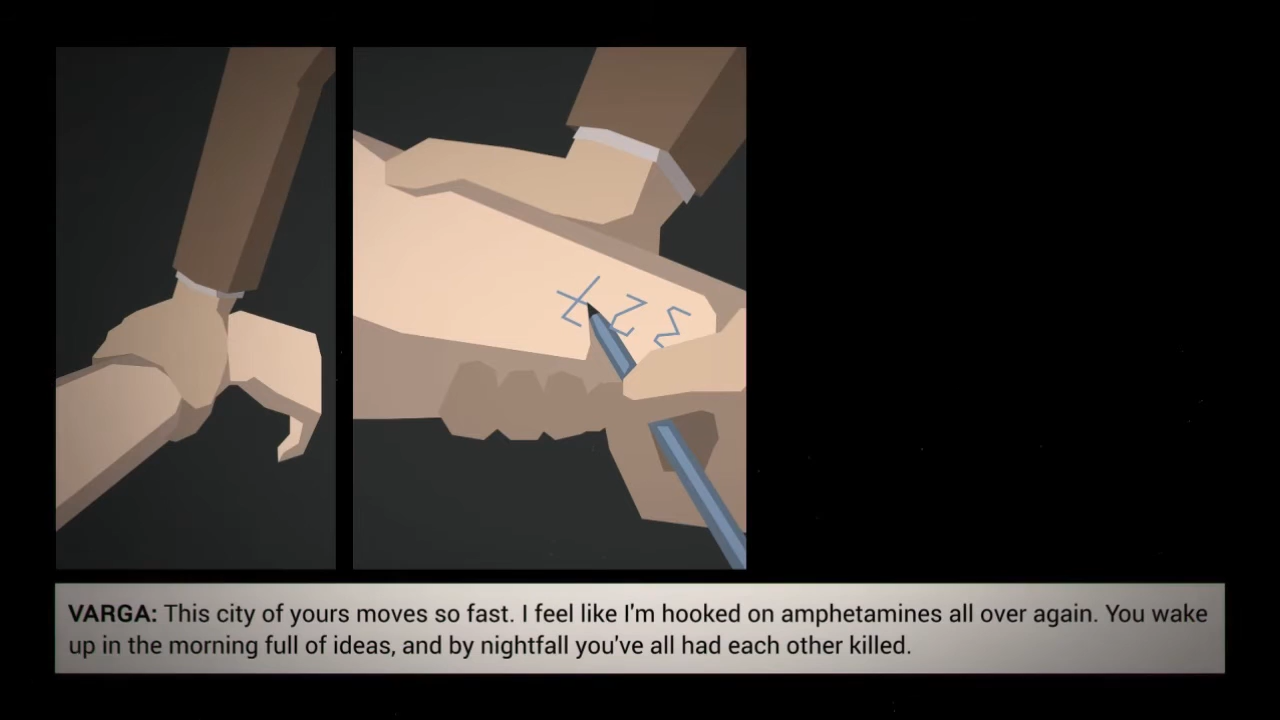 327
VARGA: This city of yours moves so fast. I feel like I'm hooked on amphetamines all over again. You wake
up in the morning full of ideas, and by nightfall you've all had each other killed.